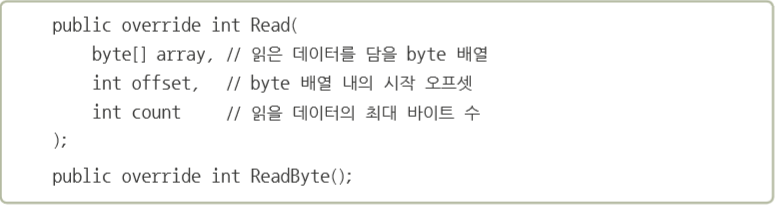 public override int Read(
byte[] array, // 읽은 데이터를 담을 byte 배열
int offset, // byte 배열 내의 시작 오프셋
int count // 읽을 데이터의 최대 바이트 수
);
public override int ReadByte();